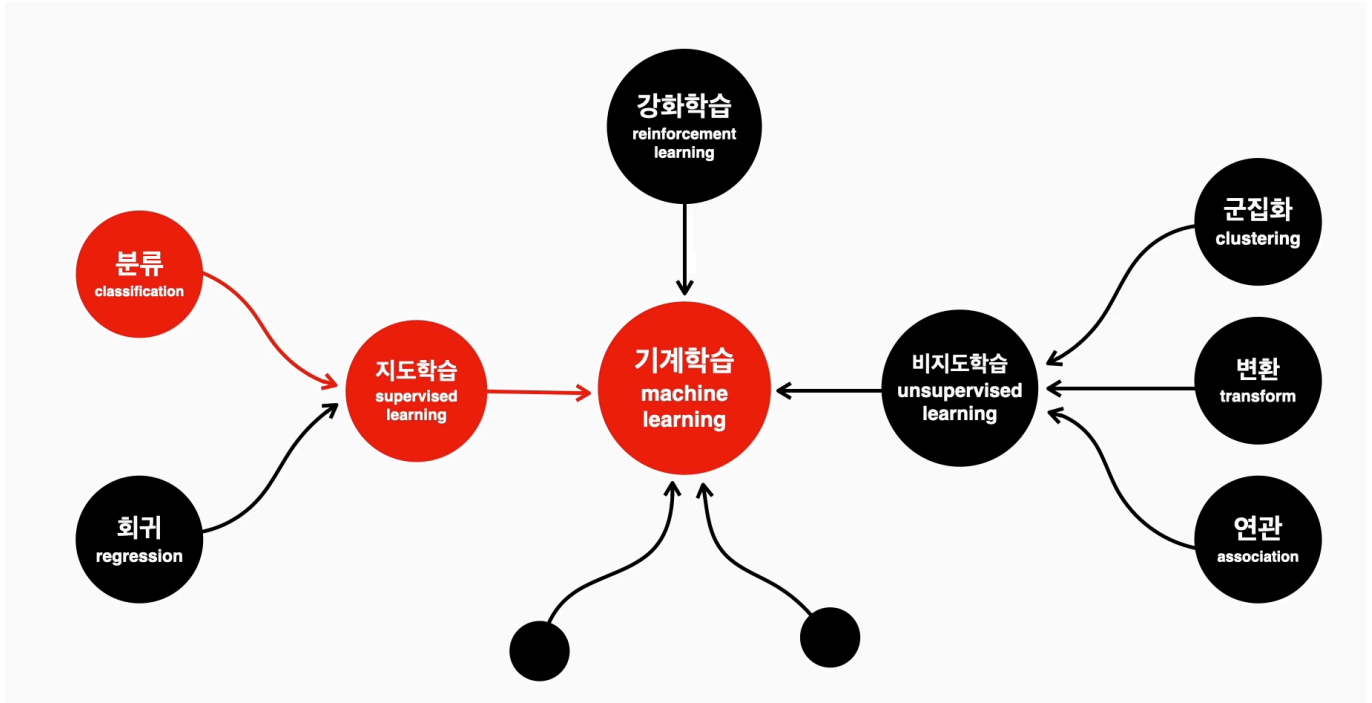 강화학습
reinforcement
learning
군집화
clustering
분류
classification
기계학습
machine
learning
지도학습
supervised
learning
비지도학습
unsupervised
learning
변환
transform
회귀
regression
연관
association